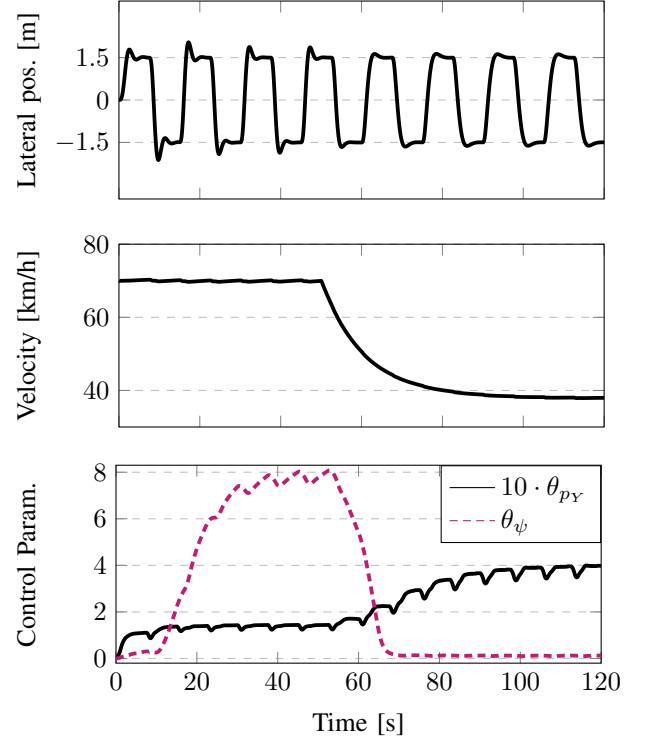 Lateral pos. [m]
1.5
0
−1.5
Velocity [km/h]
80
60
40
Control Param.
8
6
4
2
0
10 · θ_{p_Y}
θ_ψ
0 20 40 60 80 100 120
Time [s]